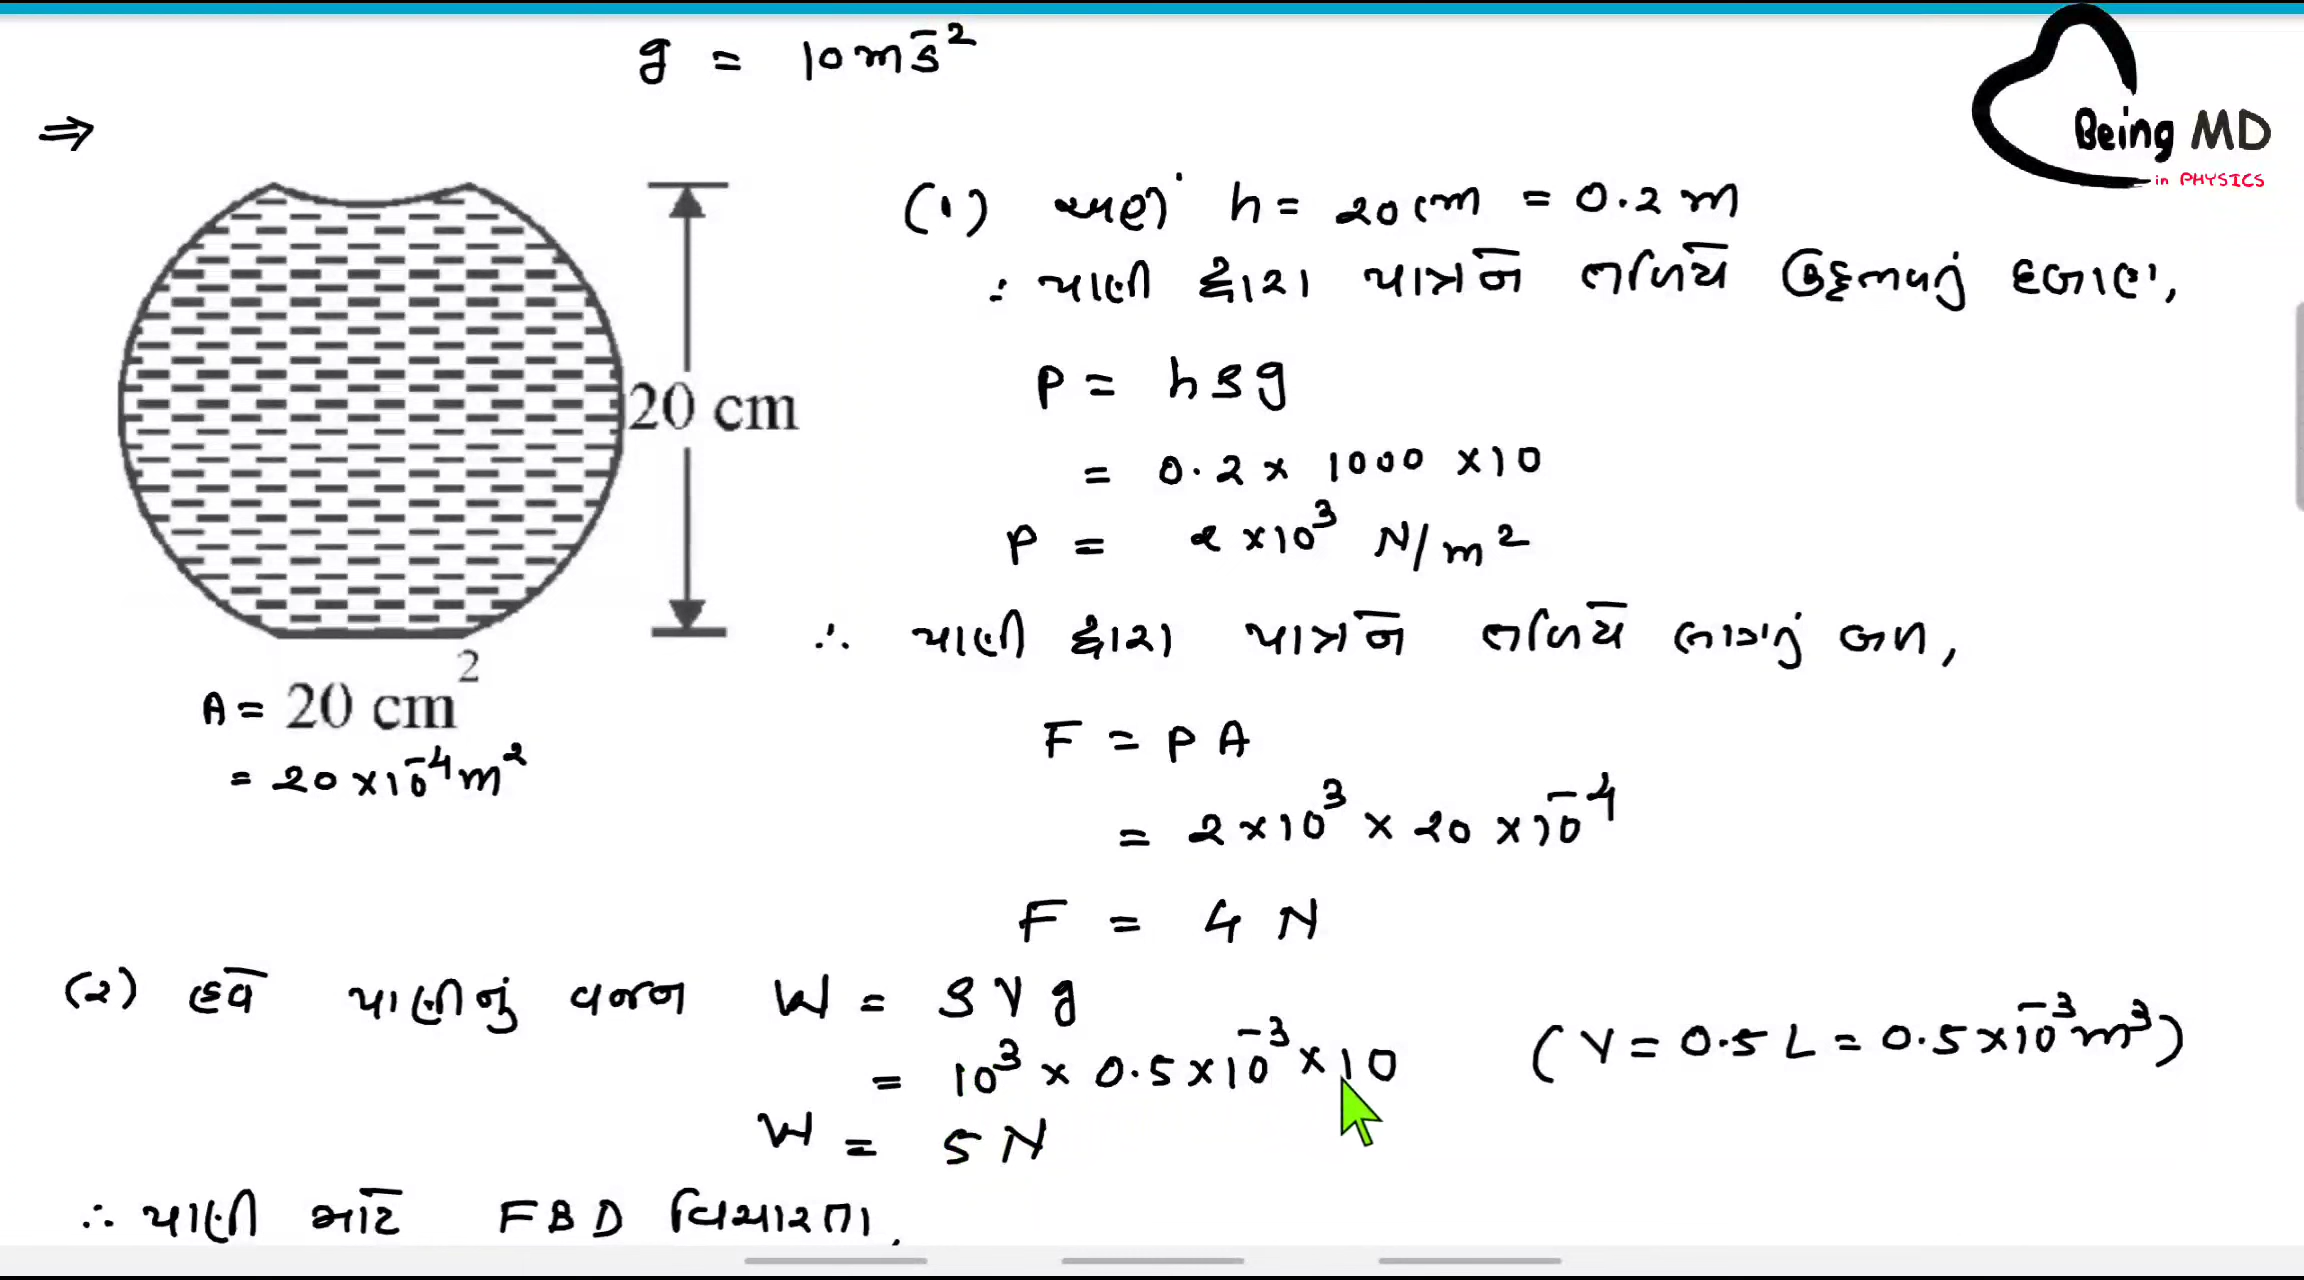 g = 10 ms⁻²
⇒
Being MD
in PHYSICS
(1) અહીં h = 20 cm = 0.2 m
∴ પાણી દ્વારા પાત્રને તળિયે ઉદ્દભવતું દબાણ,
20 cm
P = hρg
= 0.2 × 1000 × 10
P = 2 × 10³ N/m²
∴ પાણી દ્વારા પાત્રને તળિયે લાગતું બળ,
A = 20 cm²
= 20 × 10⁻⁴ m²
F = PA
= 2 × 10³ × 20 × 10⁻⁴
F = 4 N
(2) હવે પાણીનું વજન W = ρVg
= 10³ × 0.5 × 10⁻³ × 10 (V = 0.5 L = 0.5 × 10⁻³ m³)
W = 5 N
∴ પાણી માટે FBD વિચારતા,